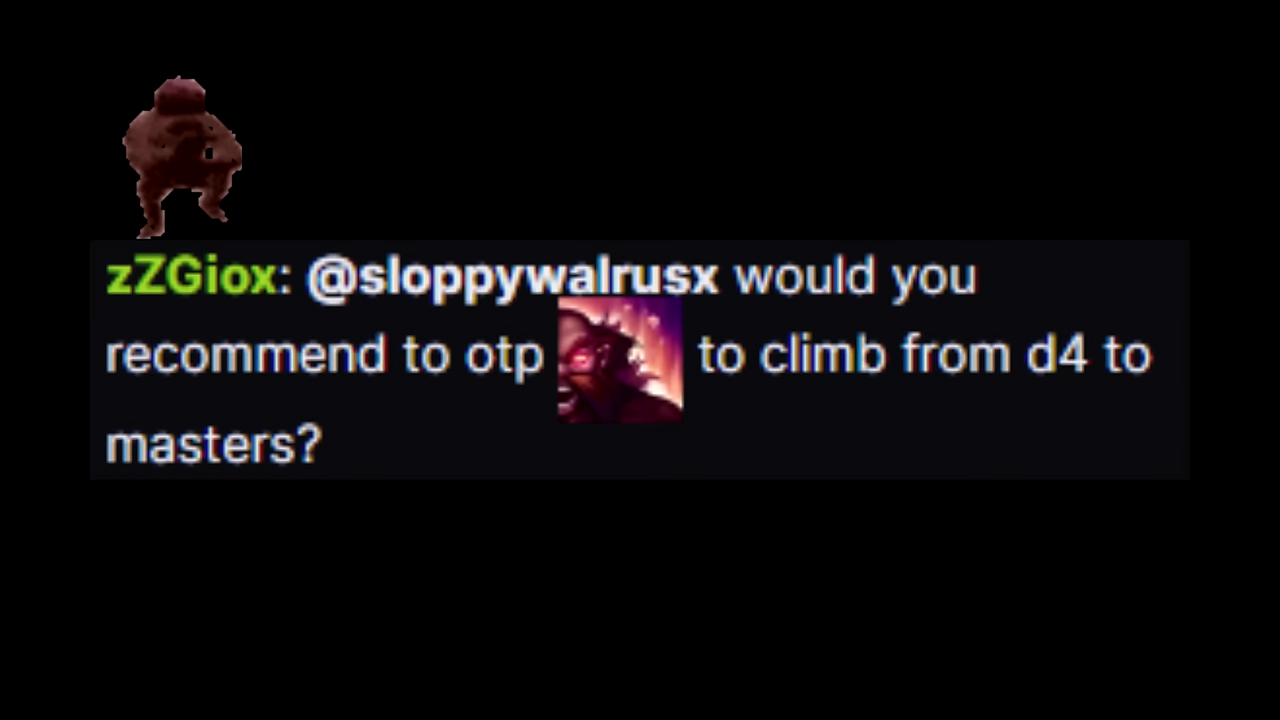 zZGiox: @sloppywalrusx would you
recommend to otp to climb from d4 to
masters?